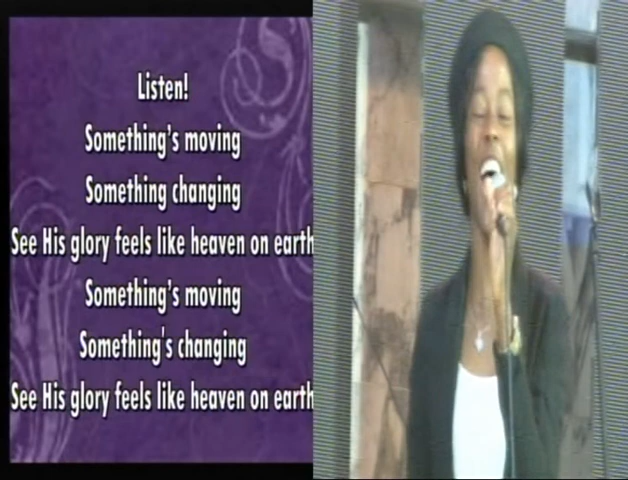 Listen!
Something's moving
Something changing
See His glory feels like heaven on earth
Something's moving
Something's changing
See His glory feels like heaven on earth